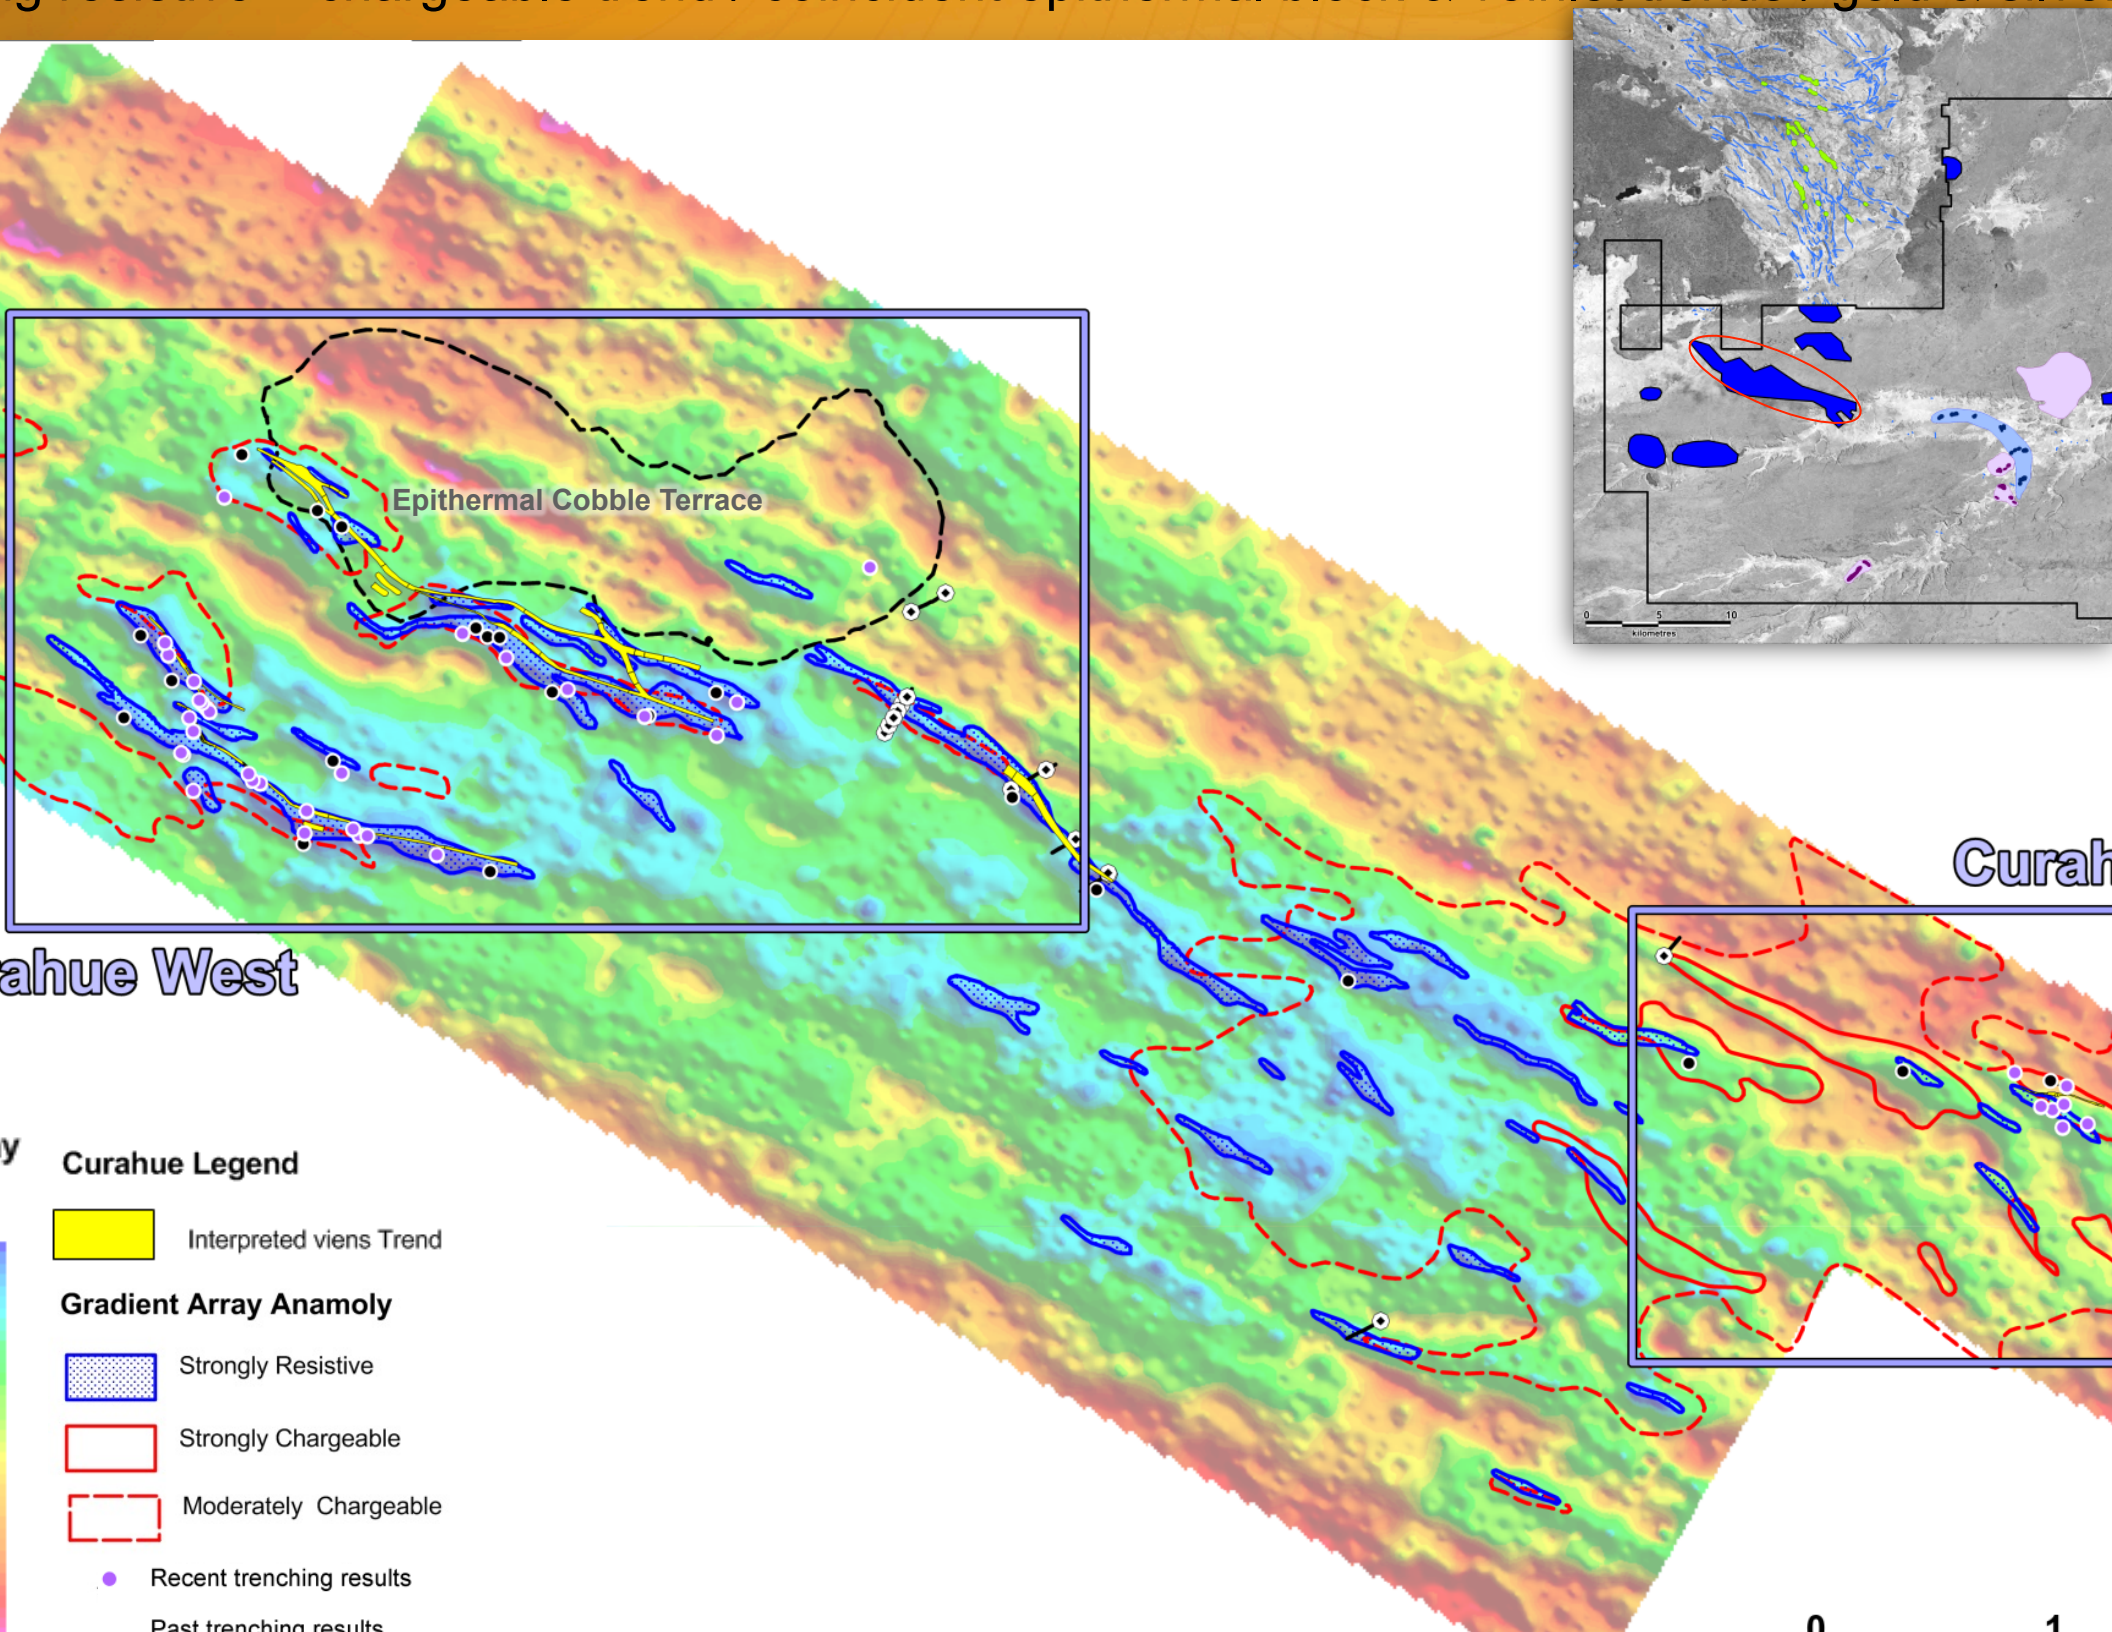 0 5 10
kilometres
Epithermal Cobble Terrace
Curah
ahue West
y
Curahue Legend
Interpreted viens Trend
Gradient Array Anamoly
Strongly Resistive
Strongly Chargeable
Moderately Chargeable
Recent trenching results
Past trenching results
0 1